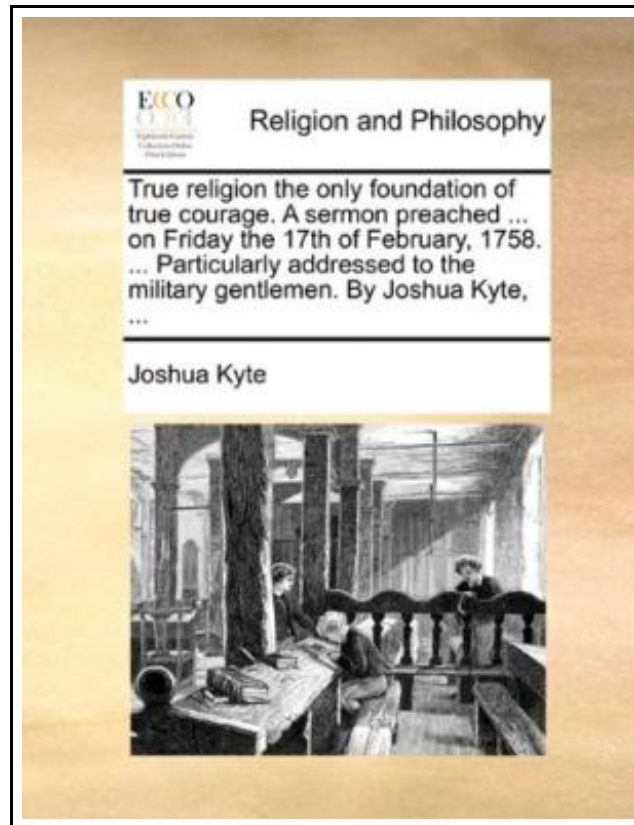 ECCO
Religion and Philosophy
True religion the only foundation of
true courage. A sermon preached ...
on Friday the 17th of February, 1758.
... Particularly addressed to the
military gentlemen. By Joshua Kyte,
...
Joshua Kyte